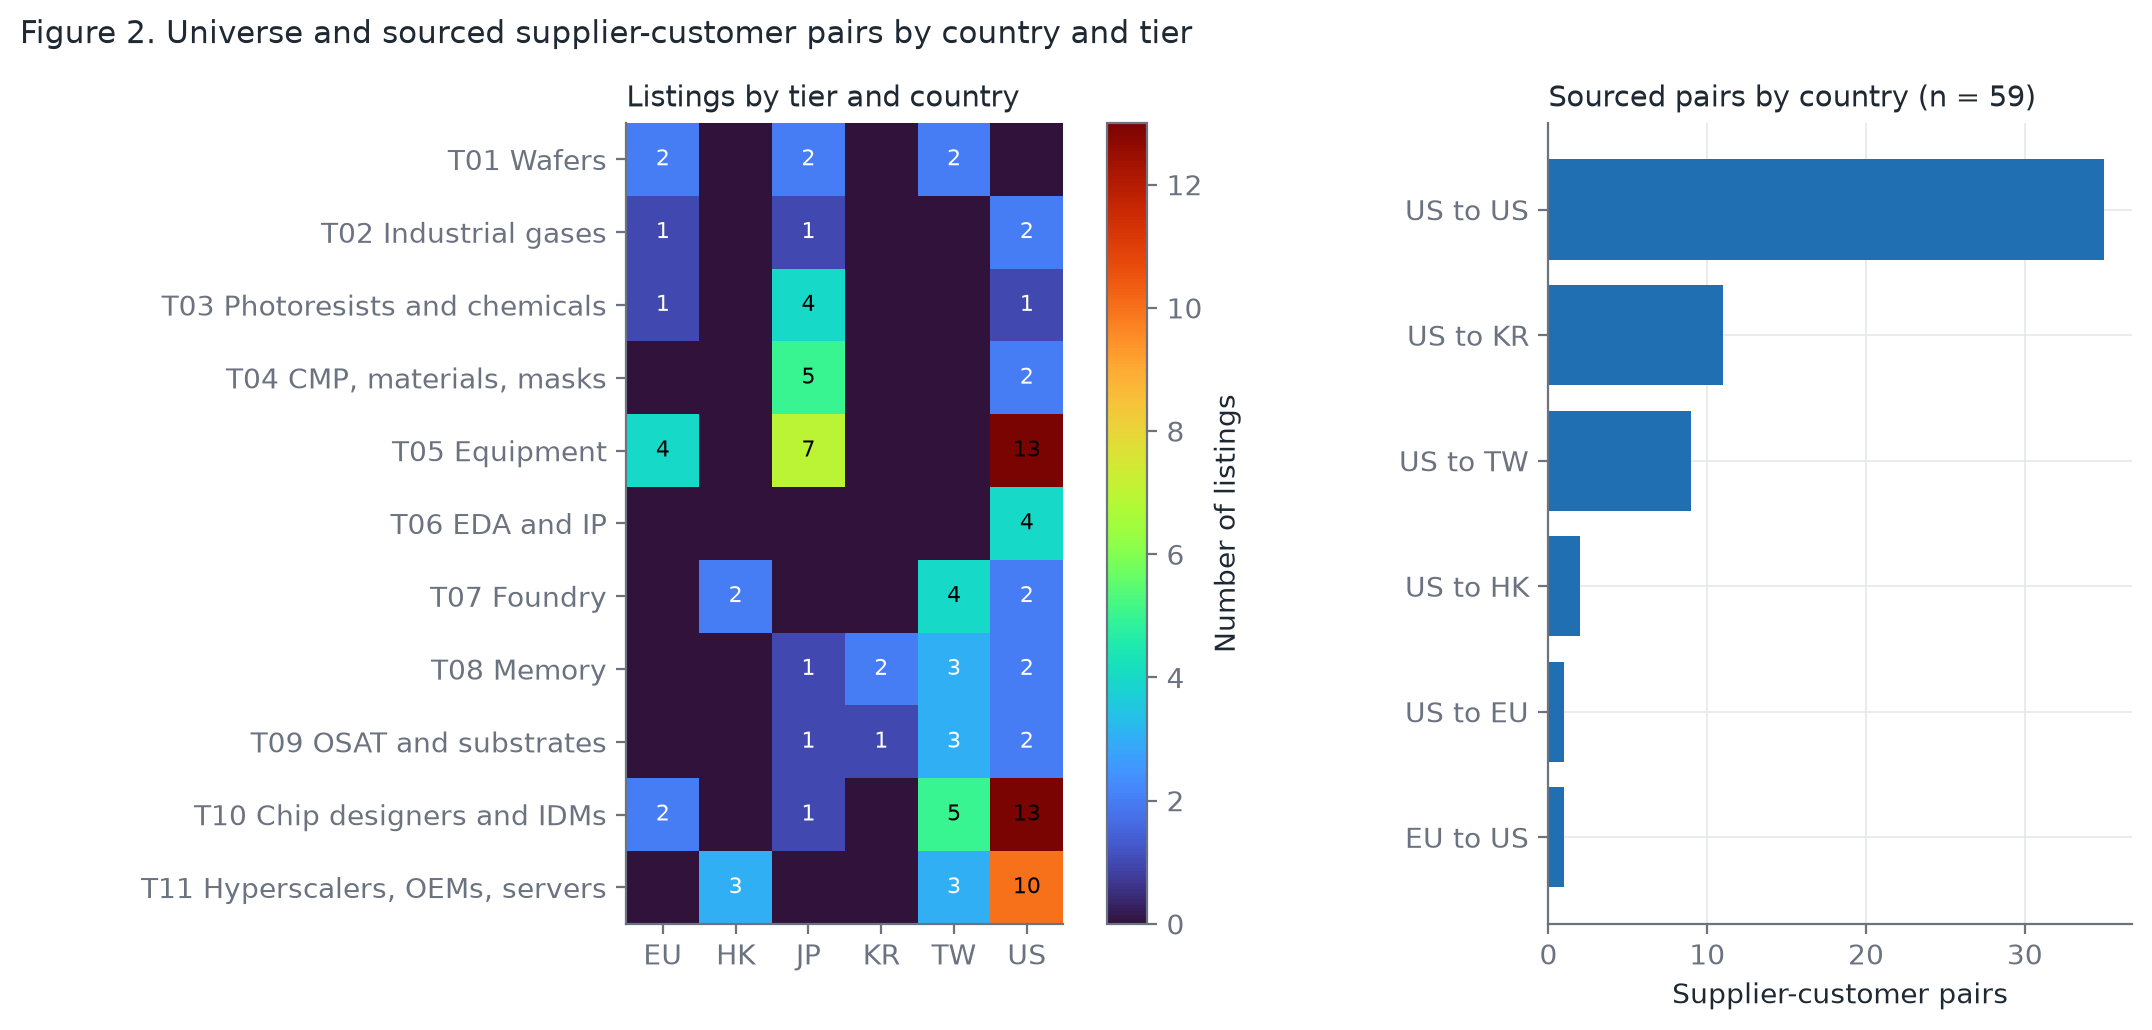 Figure 2. Universe and sourced supplier-customer pairs by country and tier
Listings by tier and country
T01 Wafers 2 2 2
T02 Industrial gases 1 1 2
T03 Photoresists and chemicals 1 4 1
T04 CMP, materials, masks 5 2
T05 Equipment 4 7 13
T06 EDA and IP 4
T07 Foundry 2 4 2
T08 Memory 1 2 3 2
T09 OSAT and substrates 1 1 3 2
T10 Chip designers and IDMs 2 1 5 13
T11 Hyperscalers, OEMs, servers 3 3 10
EU HK JP KR TW US
12
10
8
6
4
2
0
Number of listings
Sourced pairs by country (n = 59)
US to US
US to KR
US to TW
US to HK
US to EU
EU to US
0 10 20 30
Supplier-customer pairs